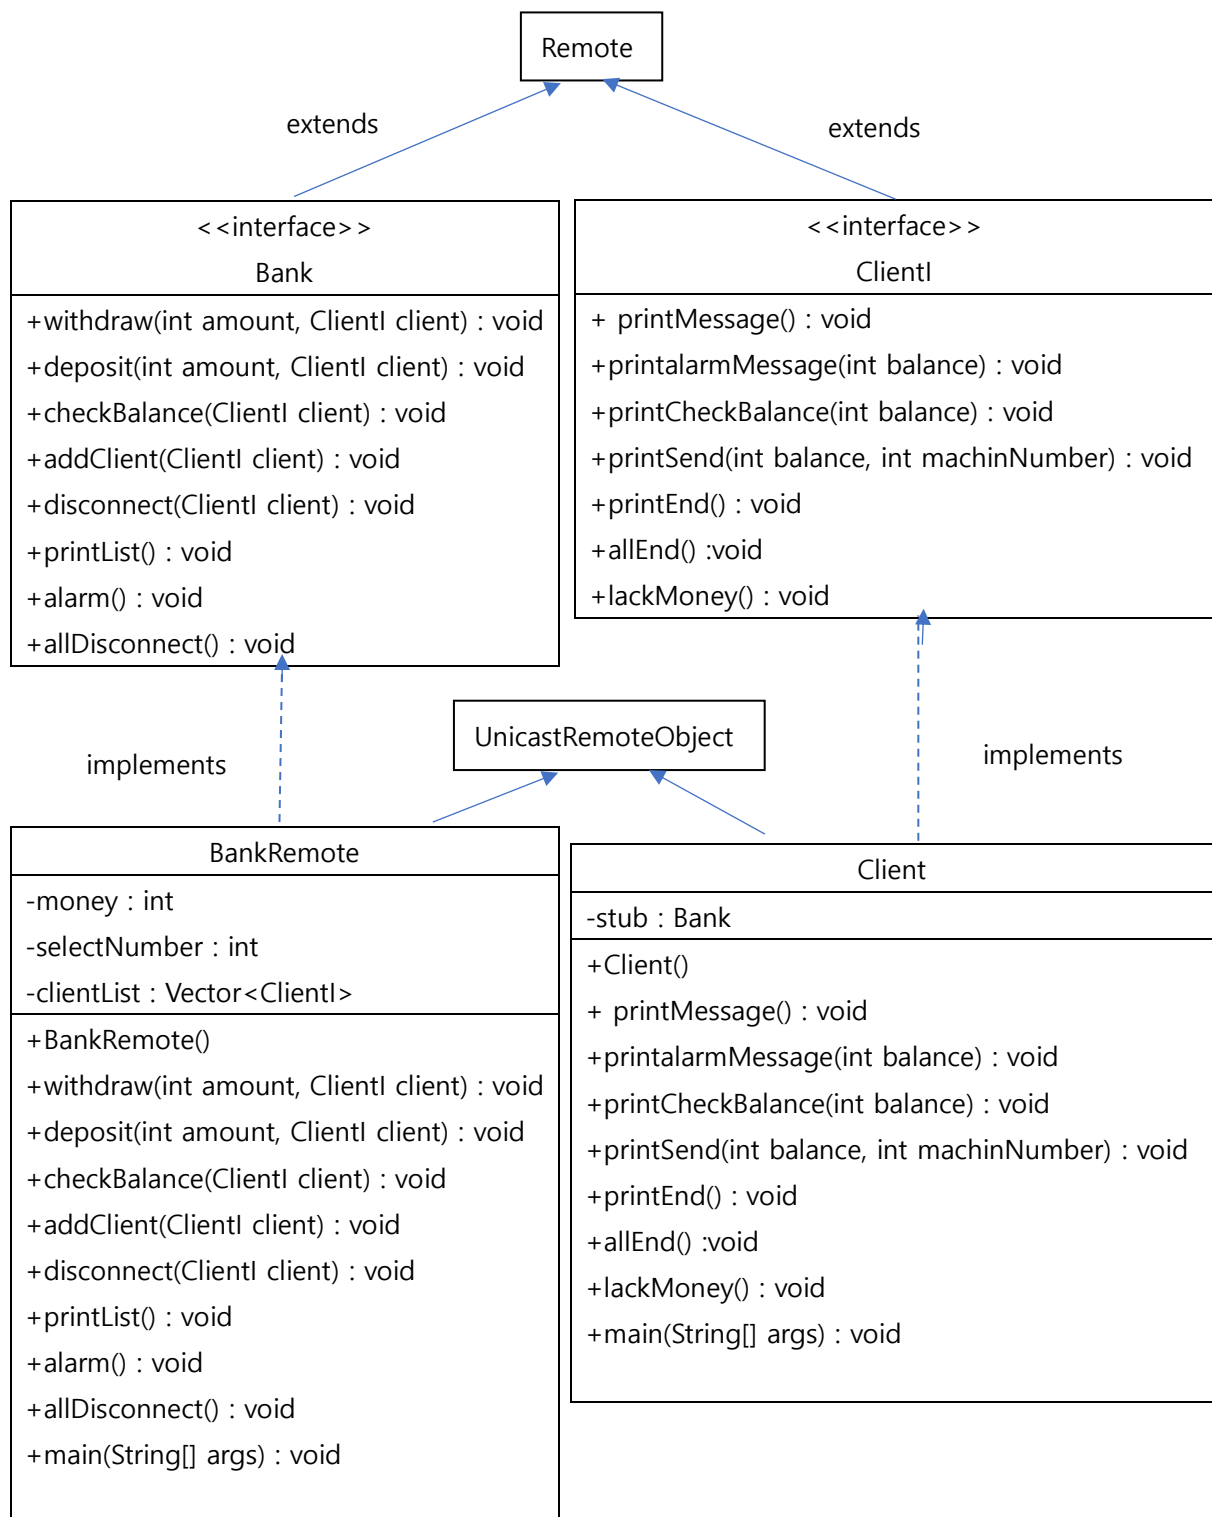 Remote
extends
extends
<<interface>>
Bank
+withdraw(int amount, ClientI client) : void
+deposit(int amount, ClientI client) : void
+checkBalance(ClientI client) : void
+addClient(ClientI client) : void
+disconnect(ClientI client) : void
+printList() : void
+alarm() : void
+allDisconnect() : void
<<interface>>
ClientI
+ printMessage() : void
+printalarmMessage(int balance) : void
+printCheckBalance(int balance) : void
+printSend(int balance, int machinNumber) : void
+printEnd() : void
+allEnd() :void
+lackMoney() : void
UnicastRemoteObject
implements
implements
BankRemote
-money : int
-selectNumber : int
-clientList : Vector<ClientI>
+BankRemote()
+withdraw(int amount, ClientI client) : void
+deposit(int amount, ClientI client) : void
+checkBalance(ClientI client) : void
+addClient(ClientI client) : void
+disconnect(ClientI client) : void
+printList() : void
+alarm() : void
+allDisconnect() : void
+main(String[] args) : void
Client
-stub : Bank
+Client()
+ printMessage() : void
+printalarmMessage(int balance) : void
+printCheckBalance(int balance) : void
+printSend(int balance, int machinNumber) : void
+printEnd() : void
+allEnd() :void
+lackMoney() : void
+main(String[] args) : void